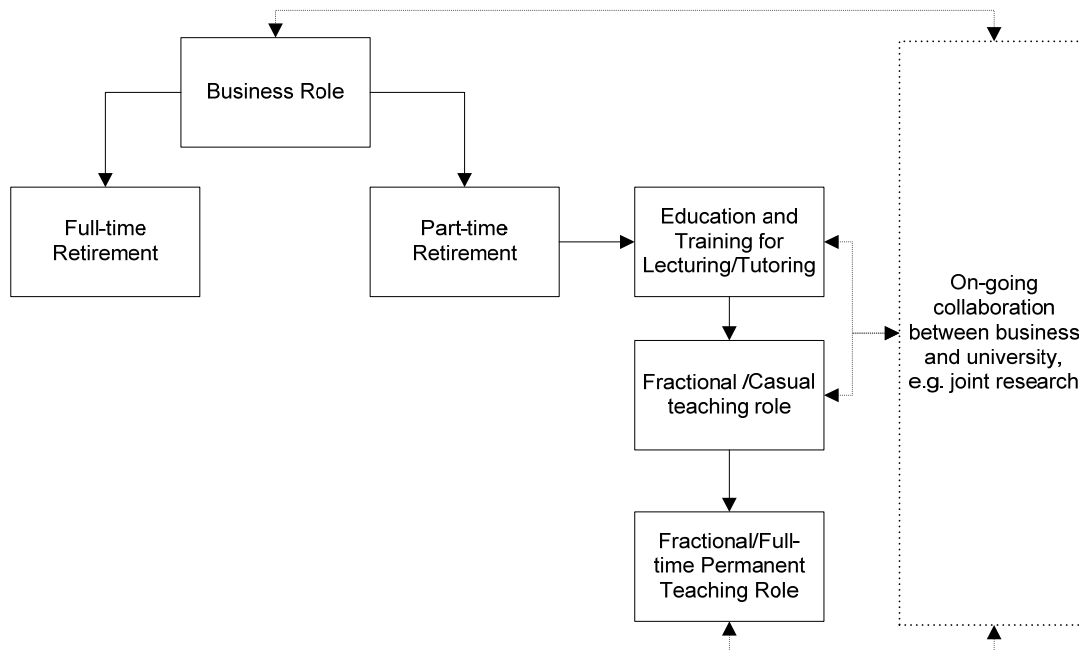 Business Role
Full-time
Retirement
Part-time
Retirement
Education and
Training for
Lecturing/Tutoring
Fractional /Casual
teaching role
Fractional/Full-
time Permanent
Teaching Role
On-going
collaboration
between business
and university,
e.g. joint research